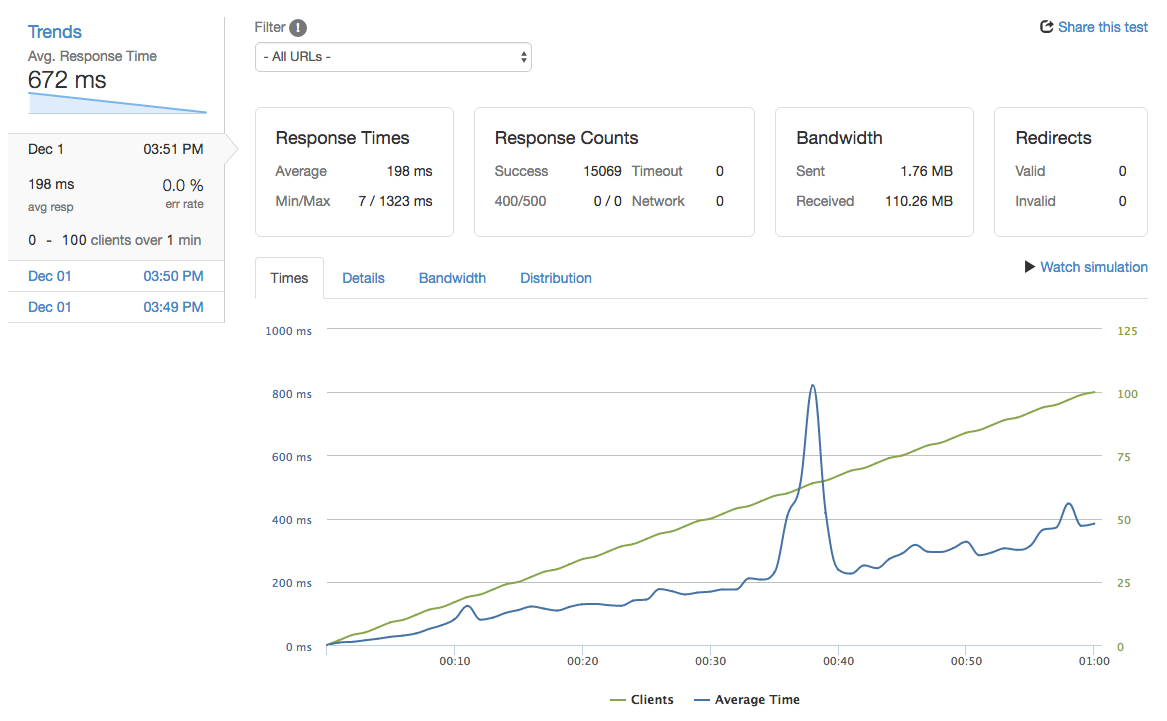 Trends
Avg. Response Time
672 ms
Dec 1 03:51 PM
198 ms 0.0 %
avg resp err rate
0 - 100 clients over 1 min
Dec 01 03:50 PM
Dec 01 03:49 PM
Filter !
- All URLs -
Share this test
Response Times
Average 198 ms
Min/Max 7 / 1323 ms
Response Counts
Success 15069 Timeout 0
400/500 0 / 0 Network 0
Bandwidth
Sent 1.76 MB
Received 110.26 MB
Redirects
Valid 0
Invalid 0
Times Details Bandwidth Distribution
Watch simulation
1000 ms 125
800 ms 100
600 ms 75
400 ms 50
200 ms 25
0 ms 0
00:10 00:20 00:30 00:40 00:50 01:00
Clients Average Time